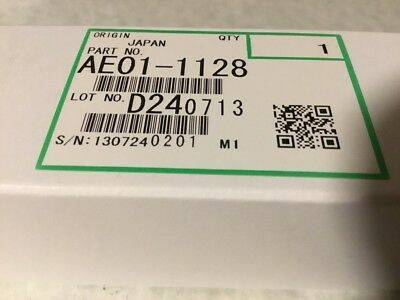 ORIGIN JAPAN
QTY 1
PART NO.
AE01-1128
LOT NO. D240713
S/N:1307240201 M1